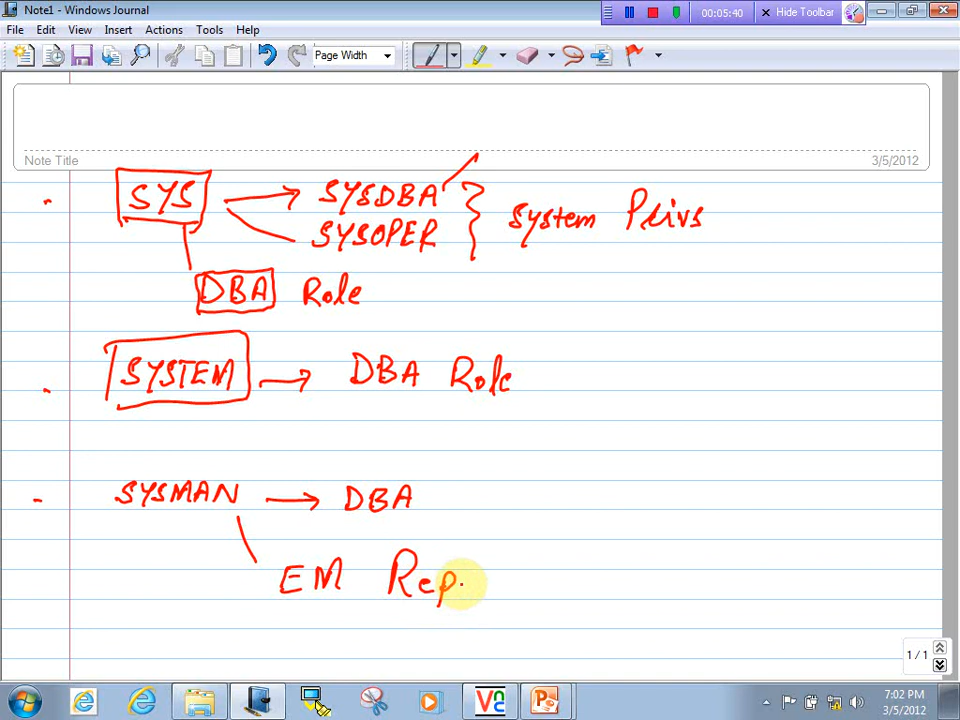 Note1 - Windows Journal
00:05:40
Hide Toolbar
File Edit View Insert Actions Tools Help
Page Width
Note Title
3/5/2012
SYS → SYSDBA
SYSOPER
System Privs
DBA Role
SYSTEM → DBA Role
SYSMAN → DBA
EM Rep
1 / 1
7:02 PM
3/5/2012